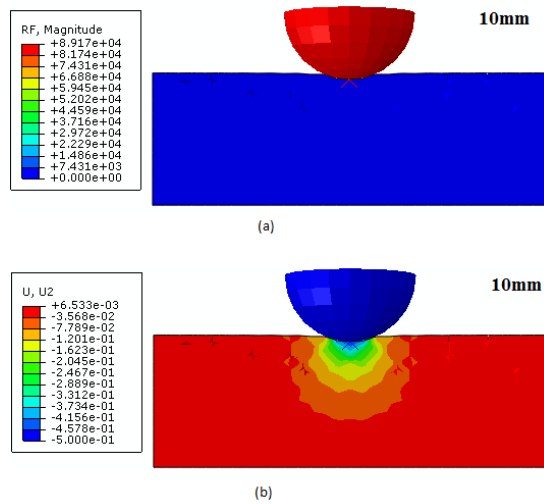 10mm
RF, Magnitude
+8.917e+04
+8.174e+04
+7.431e+04
+6.688e+04
+5.945e+04
+5.202e+04
+4.459e+04
+3.716e+04
+2.972e+04
+2.229e+04
+1.486e+04
+7.431e+03
+0.000e+00
(a)
10mm
U, U2
+6.533e-03
-3.568e-02
-7.789e-02
-1.201e-01
-1.623e-01
-2.045e-01
-2.467e-01
-2.889e-01
-3.312e-01
-3.734e-01
-4.156e-01
-4.578e-01
-5.000e-01
(b)